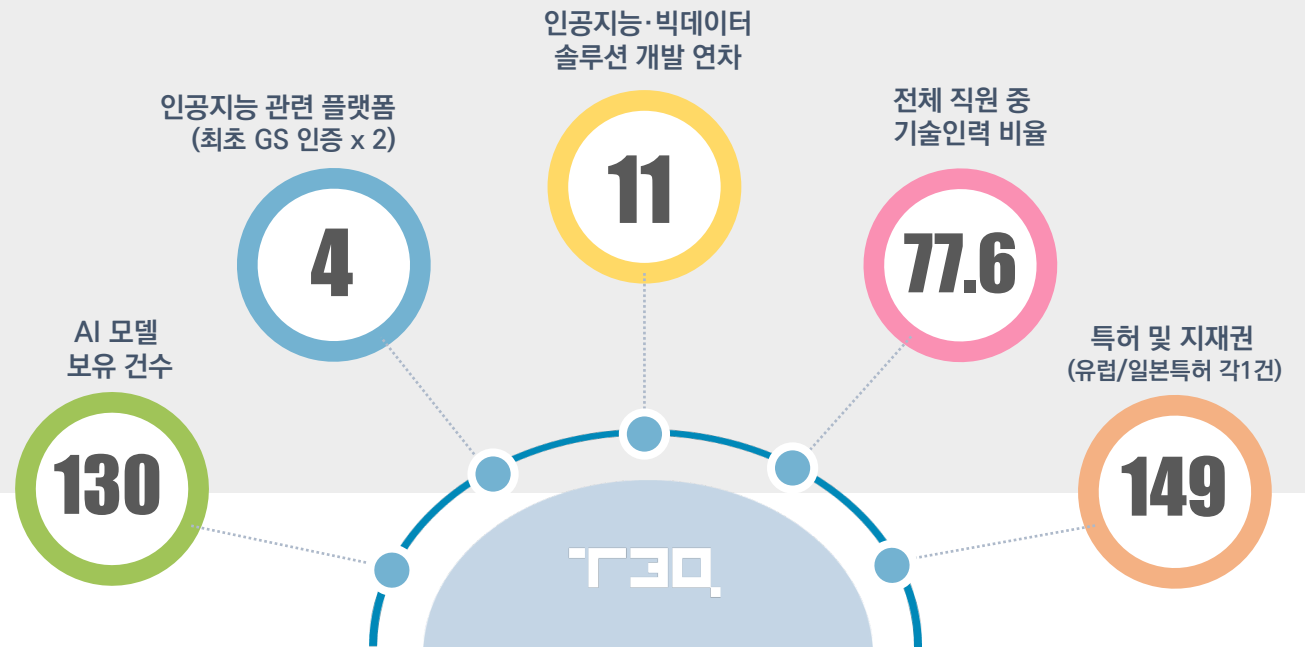 인공지능·빅데이터
솔루션 개발 연차
11
인공지능 관련 플랫폼
(최초 GS 인증 x 2)
4
전체 직원 중
기술인력 비율
77.6
AI 모델
보유 건수
130
특허 및 지재권
(유럽/일본특허 각1건)
149
T3Q